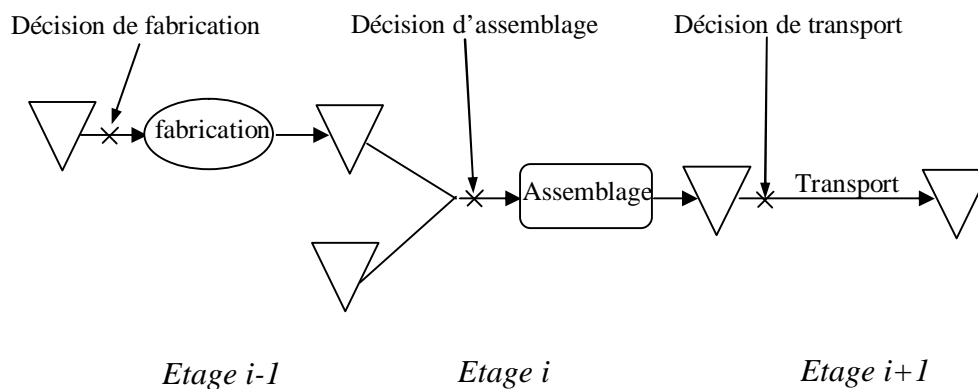 Décision de fabrication
Décision d’assemblage
Décision de transport
fabrication
Assemblage
Transport
Etage i-1
Etage i
Etage i+1